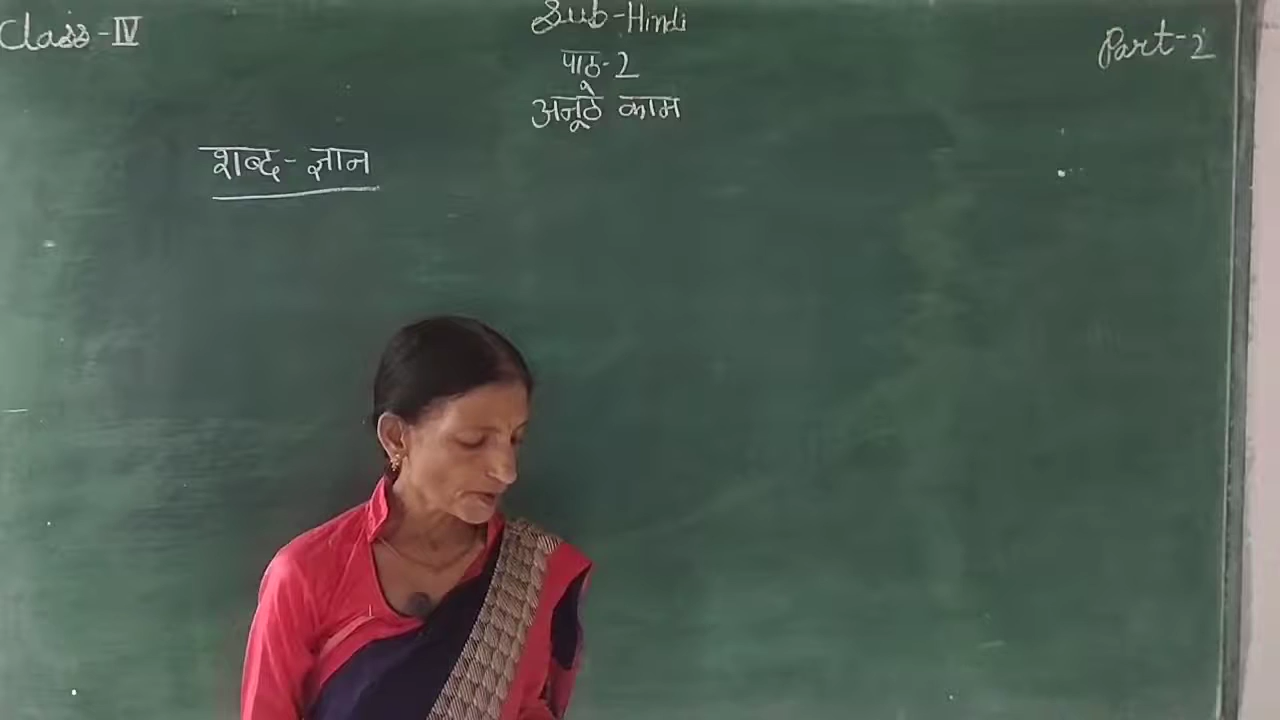 Class-IV
Sub-Hindi
Part-2
पाठ-2
अनूठे काम
शब्द-ज्ञान